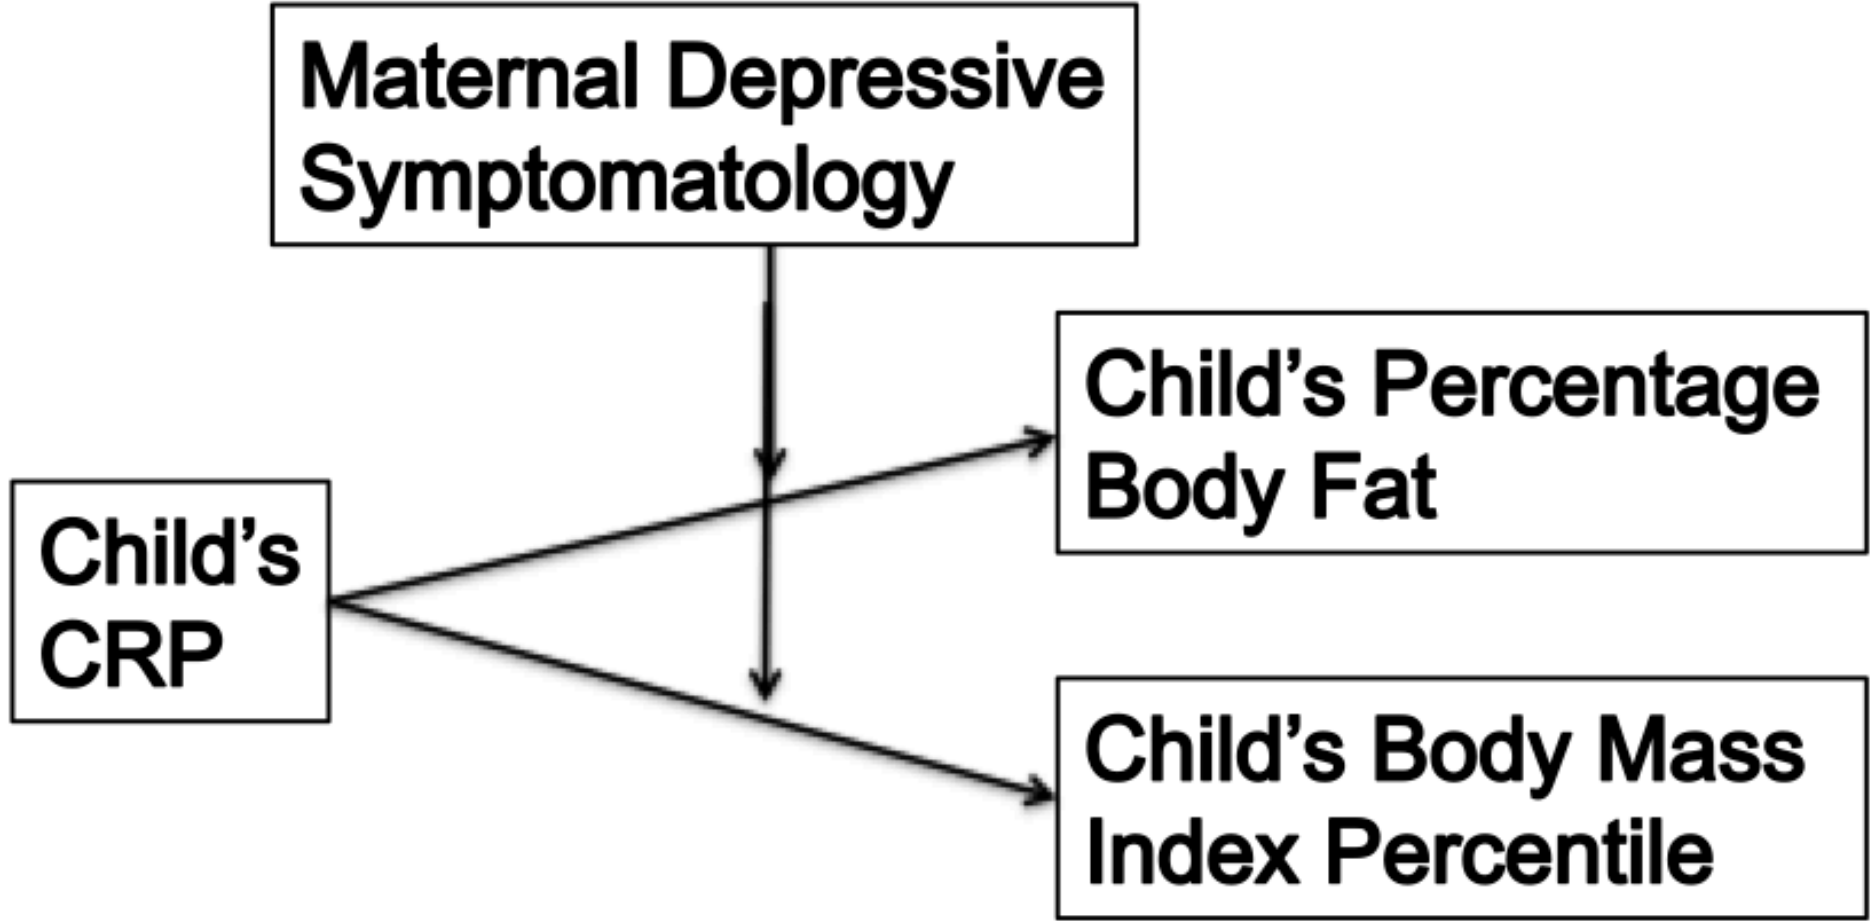 Maternal Depressive
Symptomatology
Child’s Percentage
Body Fat
Child’s
CRP
Child’s Body Mass
Index Percentile